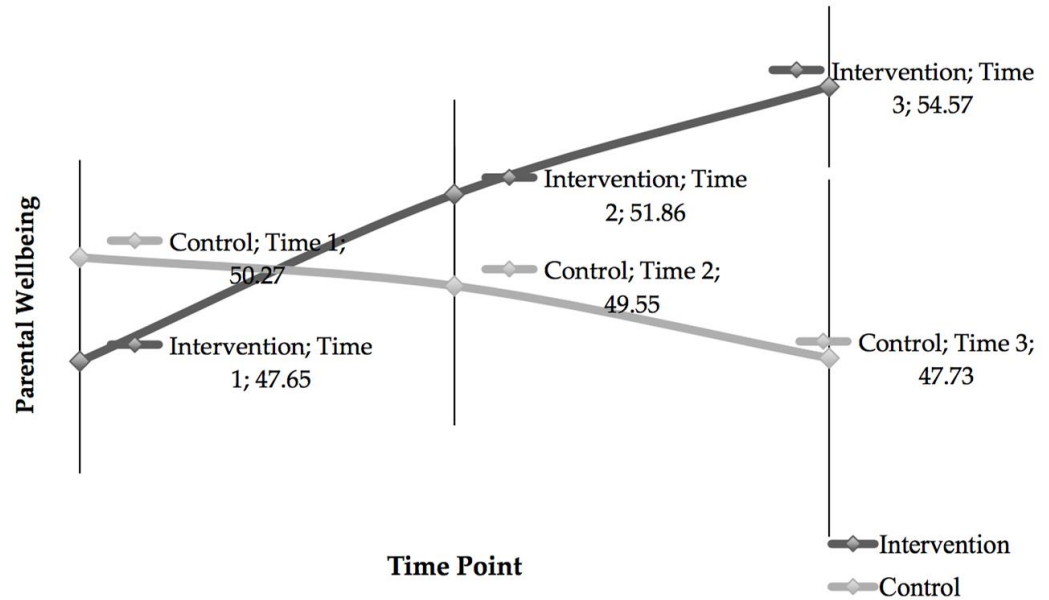 Intervention; Time
3; 54.57
Intervention; Time
2; 51.86
Control; Time 1;
50.27
Control; Time 2;
49.55
Intervention; Time
1; 47.65
Control; Time 3;
47.73
Parental Wellbeing
Time Point
Intervention
Control